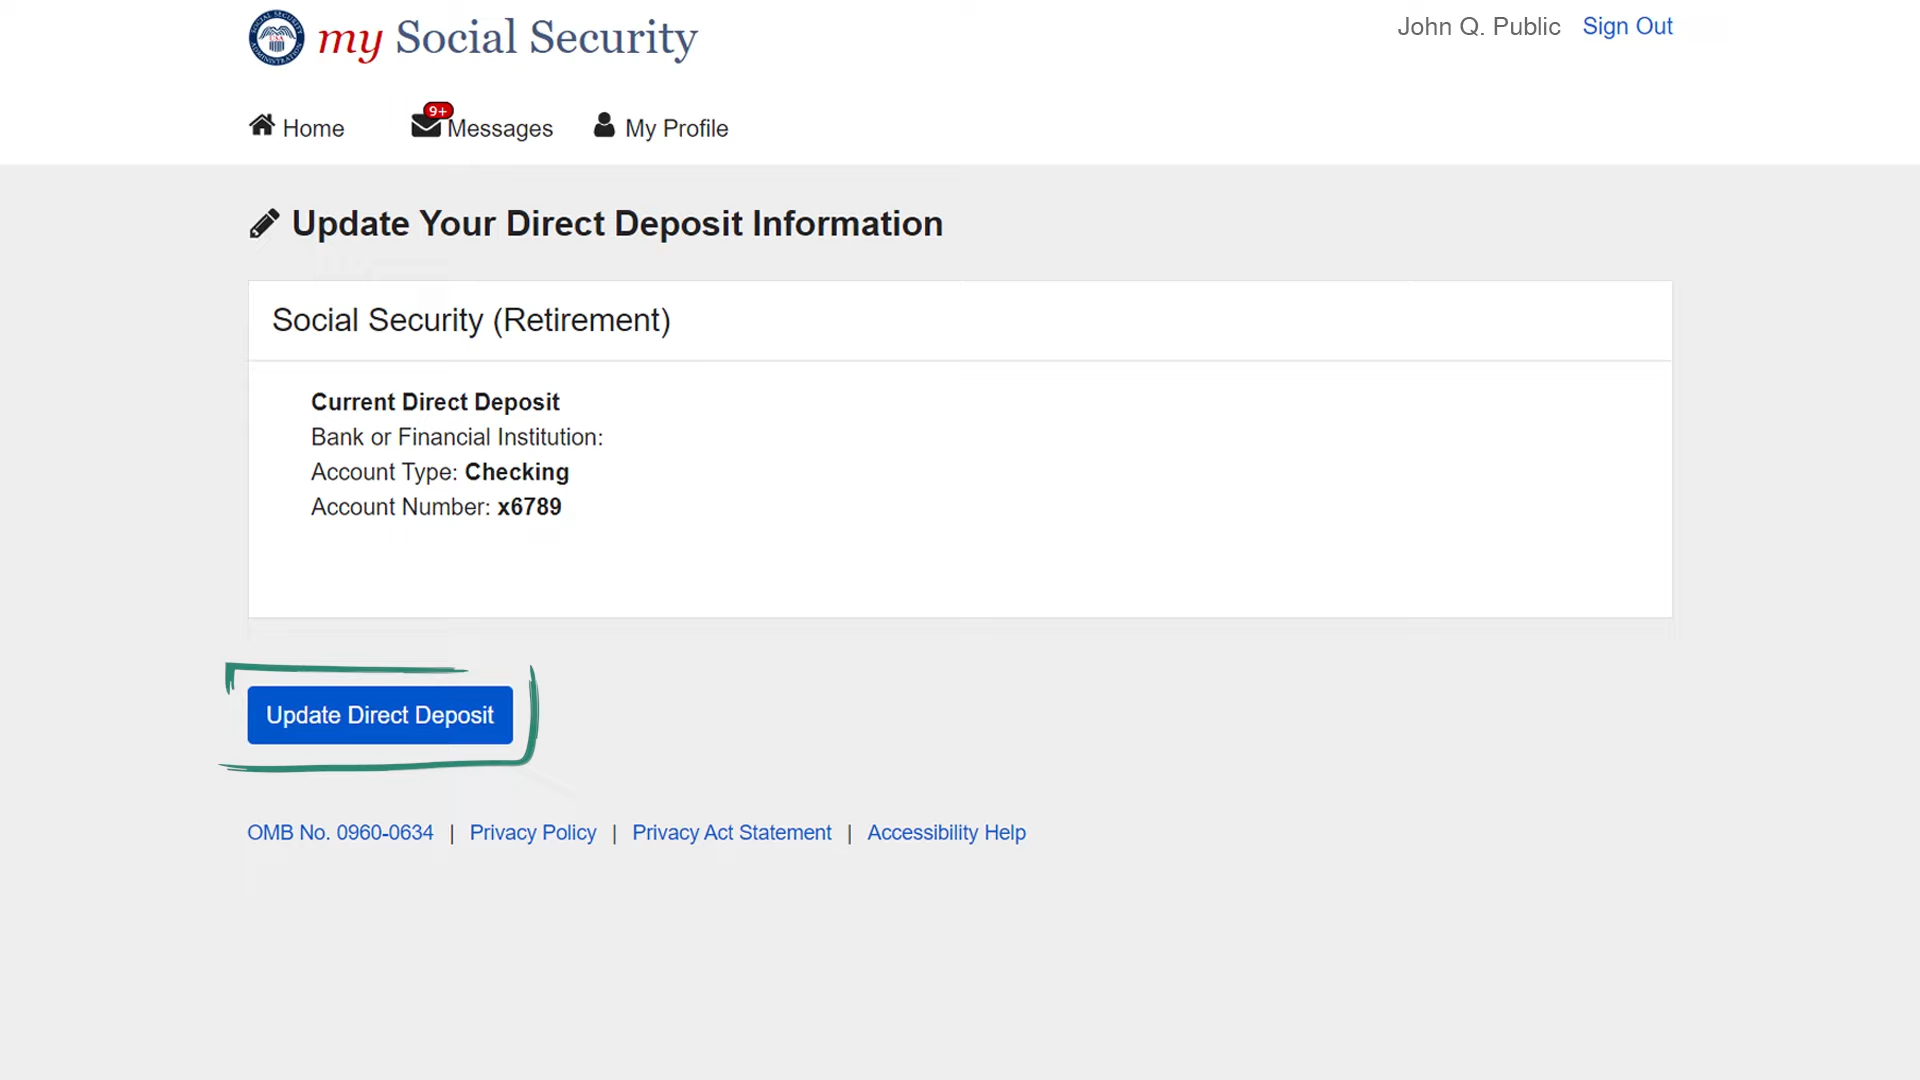 my Social Security
John Q. Public Sign Out
Home 9+ Messages My Profile
Update Your Direct Deposit Information
Social Security (Retirement)
Current Direct Deposit
Bank or Financial Institution:
Account Type: Checking
Account Number: x6789
Update Direct Deposit
OMB No. 0960-0634 | Privacy Policy | Privacy Act Statement | Accessibility Help